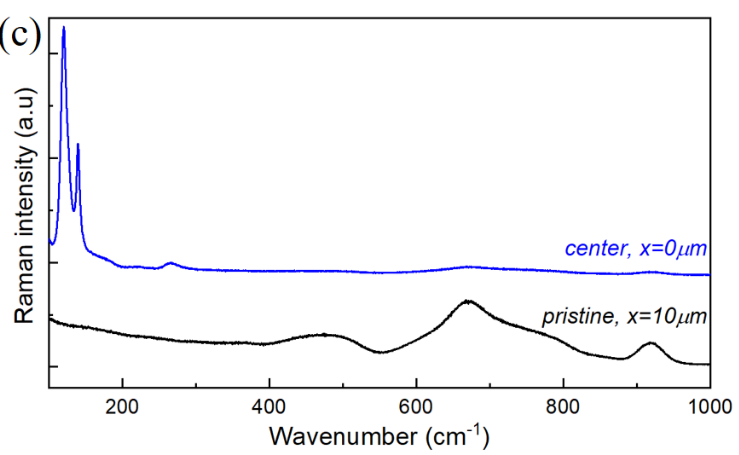 (c)
Raman intensity (a.u)
center, x=0μm
pristine, x=10μm
200 400 600 800 1000
Wavenumber (cm⁻¹)